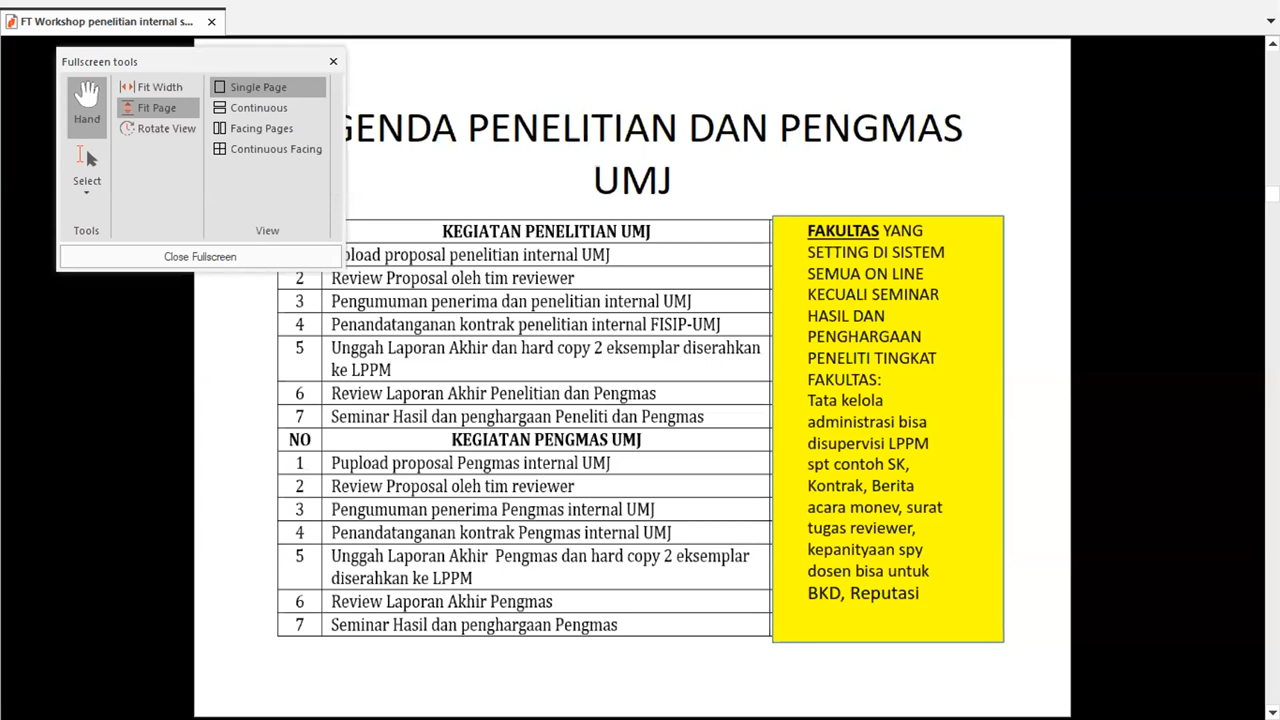 FT Workshop penelitian internal s...
Fullscreen tools
Hand
Select
Tools
Fit Width
Fit Page
Rotate View
Single Page
Continuous
Facing Pages
Continuous Facing
View
Close Fullscreen
GENDA PENELITIAN DAN PENGMAS
UMJ
KEGIATAN PENELITIAN UMJ
pload proposal penelitian internal UMJ
2 Review Proposal oleh tim reviewer
3 Pengumuman penerima dan penelitian internal UMJ
4 Penandatanganan kontrak penelitian internal FISIP-UMJ
5 Unggah Laporan Akhir dan hard copy 2 eksemplar diserahkan
ke LPPM
6 Review Laporan Akhir Penelitian dan Pengmas
7 Seminar Hasil dan penghargaan Peneliti dan Pengmas
NO KEGIATAN PENGMAS UMJ
1 Pupload proposal Pengmas internal UMJ
2 Review Proposal oleh tim reviewer
3 Pengumuman penerima Pengmas internal UMJ
4 Penandatanganan kontrak Pengmas internal UMJ
5 Unggah Laporan Akhir Pengmas dan hard copy 2 eksemplar
diserahkan ke LPPM
6 Review Laporan Akhir Pengmas
7 Seminar Hasil dan penghargaan Pengmas
FAKULTAS YANG
SETTING DI SISTEM
SEMUA ON LINE
KECUALI SEMINAR
HASIL DAN
PENGHARGAAN
PENELITI TINGKAT
FAKULTAS:
Tata kelola
administrasi bisa
disupervisi LPPM
spt contoh SK,
Kontrak, Berita
acara monev, surat
tugas reviewer,
kepanityaan spy
dosen bisa untuk
BKD, Reputasi